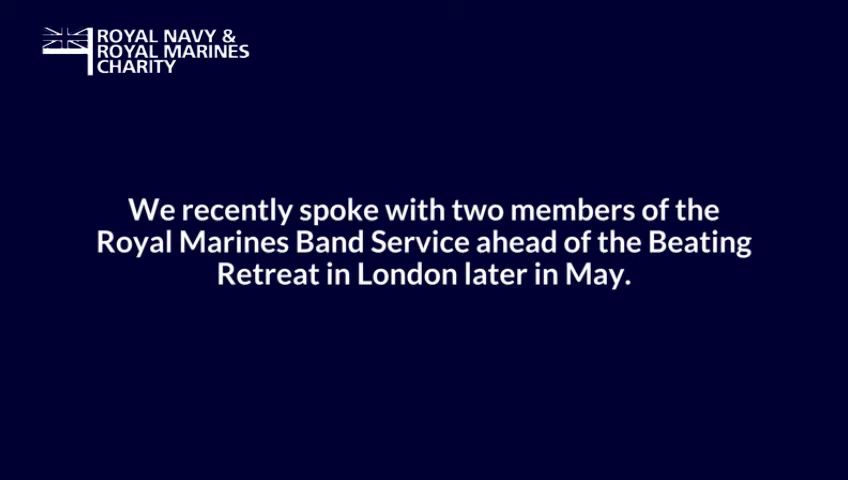 ROYAL NAVY &
ROYAL MARINES
CHARITY
We recently spoke with two members of the
Royal Marines Band Service ahead of the Beating
Retreat in London later in May.